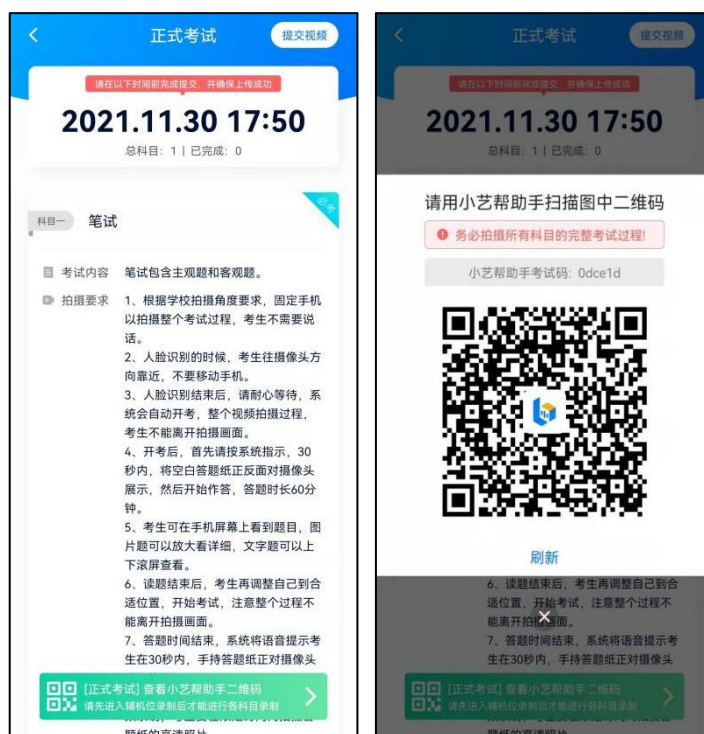 正式考试
提交视频
请在以下时间前完成提交，并确保上传成功
2021.11.30 17:50
总科目：1 | 已完成：0
必考
科目一 笔试
考试内容 笔试包含主观题和客观题。
拍摄要求 1、根据学校拍摄角度要求，固定手机
以拍摄整个考试过程，考生不需要说
话。
2、人脸识别的时候，考生往摄像头方
向靠近，不要移动手机。
3、人脸识别结束后，请耐心等待，系
统会自动开考，整个视频拍摄过程，
考生不能离开拍摄画面。
4、开考后，首先请按系统指示，30
秒内，将空白答题纸正反面对摄像头
展示，然后开始作答，答题时长60分
钟。
5、考生可在手机屏幕上看到题目，图
片题可以放大看详细，文字题可以上
下滚屏查看。
6、读题结束后，考生再调整自己到合
适位置，开始考试，注意整个过程不
能离开拍摄画面。
7、答题时间结束，系统将语音提示考
生在30秒内，手持答题纸正对摄像头
[正式考试] 查看小艺帮助手二维码
请先进入辅机位录制后才能进行各科目录制
正式考试
提交视频
请在以下时间前完成提交，并确保上传成功
2021.11.30 17:50
总科目：1 | 已完成：0
请用小艺帮助手扫描图中二维码
务必拍摄所有科目的完整考试过程!
小艺帮助手考试码：0dce1d
刷新
6、读题结束后，考生再调整自己到合
适位置，开始考试，注意整个过程不
能离开拍摄画面。
7、答题时间结束，系统将语音提示考
生在30秒内，手持答题纸正对摄像头
[正式考试] 查看小艺帮助手二维码
请先进入辅机位录制后才能进行各科目录制